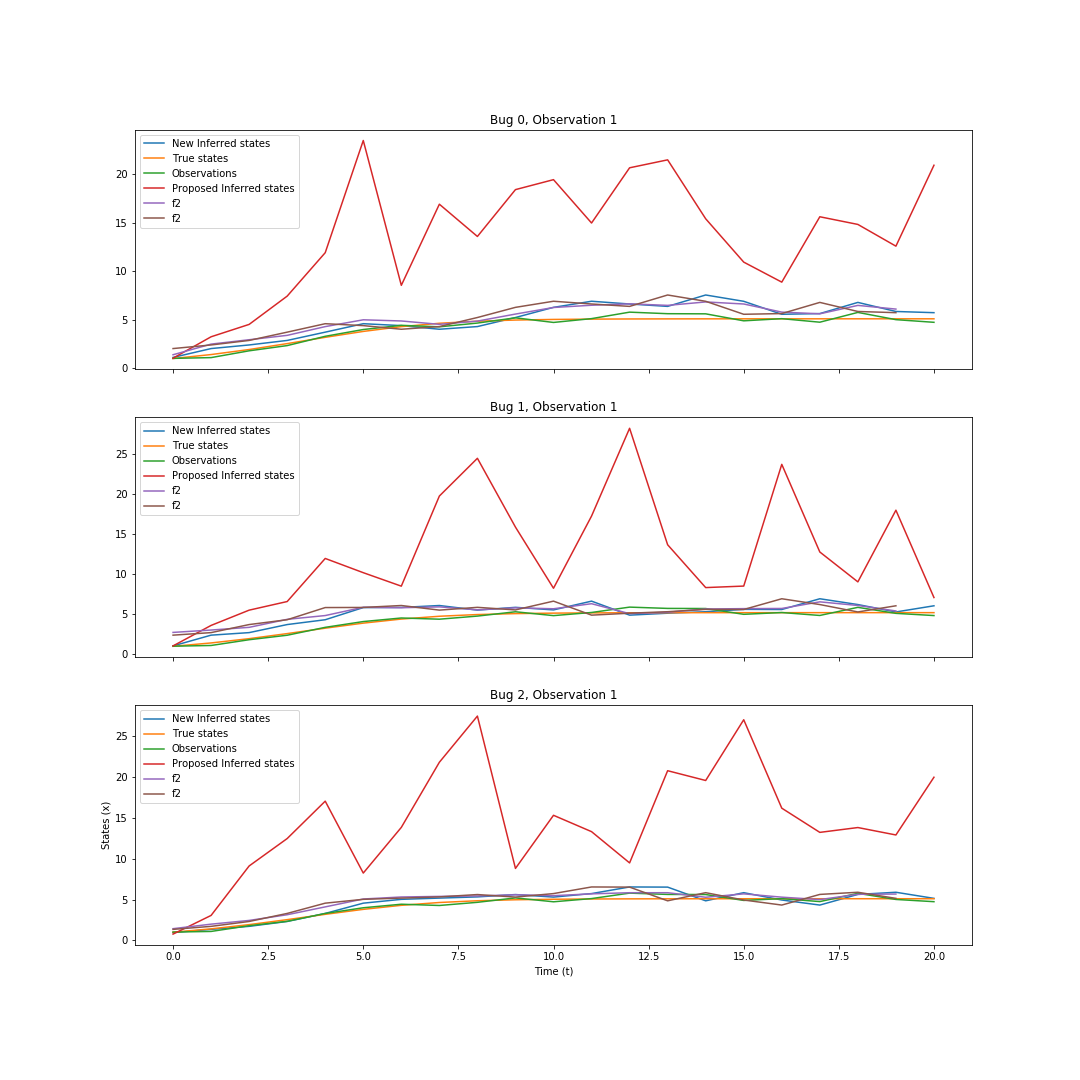 Bug 0, Observation 1
New Inferred states
True states
Observations
Proposed Inferred states
f2
f2
20
15
10
5
0
Bug 1, Observation 1
New Inferred states
True states
Observations
Proposed Inferred states
f2
f2
25
20
15
10
5
0
Bug 2, Observation 1
New Inferred states
True states
Observations
Proposed Inferred states
f2
f2
States (x)
25
20
15
10
5
0
0.0 2.5 5.0 7.5 10.0 12.5 15.0 17.5 20.0
Time (t)